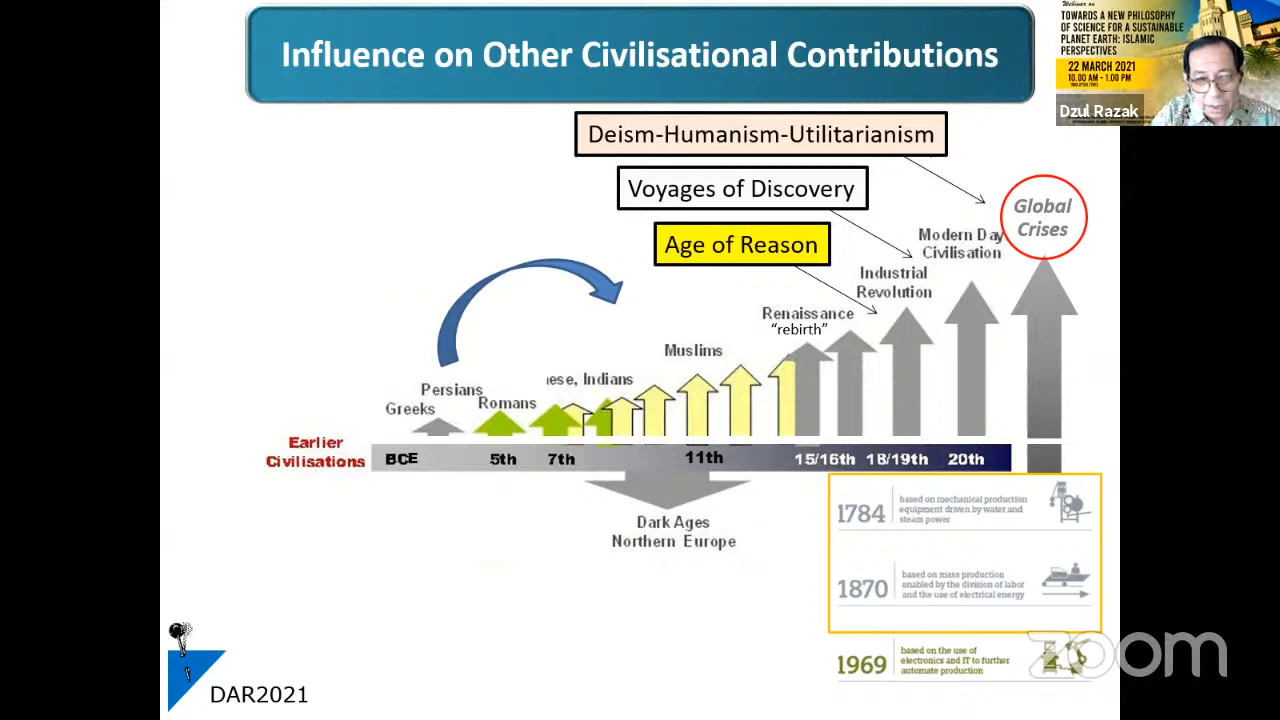 Influence on Other Civilisational Contributions
Webinar on
TOWARDS A NEW PHILOSOPHY
OF SCIENCE FOR A SUSTAINABLE
PLANET EARTH: ISLAMIC
PERSPECTIVES
22 MARCH 2021
10.00 AM - 1.00 PM
Dzul Razak
Deism-Humanism-Utilitarianism
Voyages of Discovery
Age of Reason
Global
Crises
Modern Day
Civilisation
Industrial
Revolution
Renaissance
“rebirth”
Muslims
Indians
Persians
Romans
Greeks
Earlier
Civilisations
BCE 5th 7th 11th 15/16th 18/19th 20th
Dark Ages
Northern Europe
1784
based on mechanical production
equipment driven by water and
steam power
1870
based on mass production
enabled by the division of labor
and the use of electrical energy
1969
based on the use of
electronics and IT to further
automate production
zoom
DAR2021